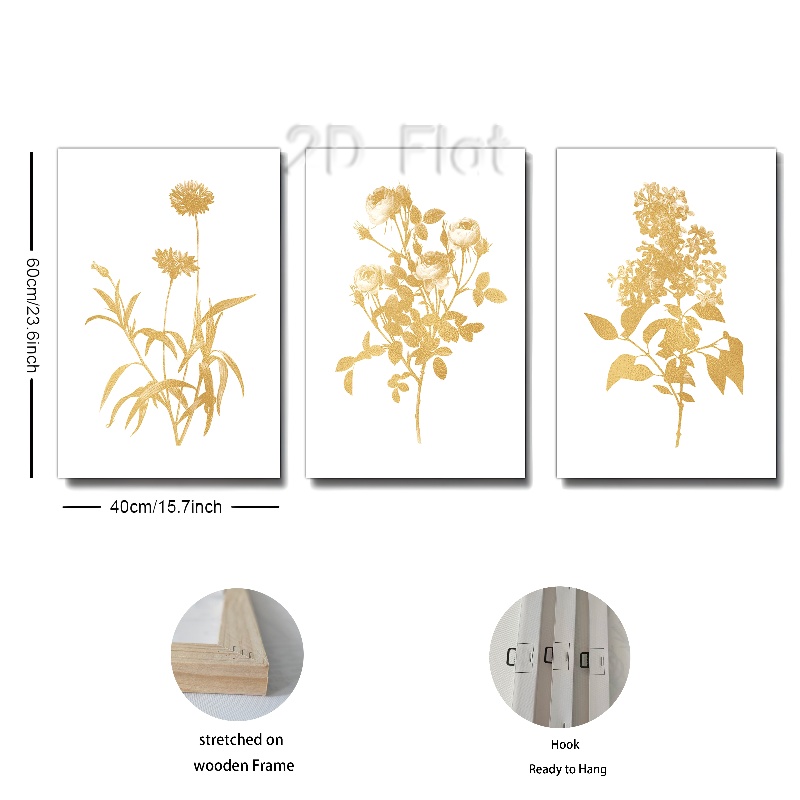 2D Flat
60cm/23.6inch
40cm/15.7inch
stretched on
wooden Frame
Hook
Ready to Hang